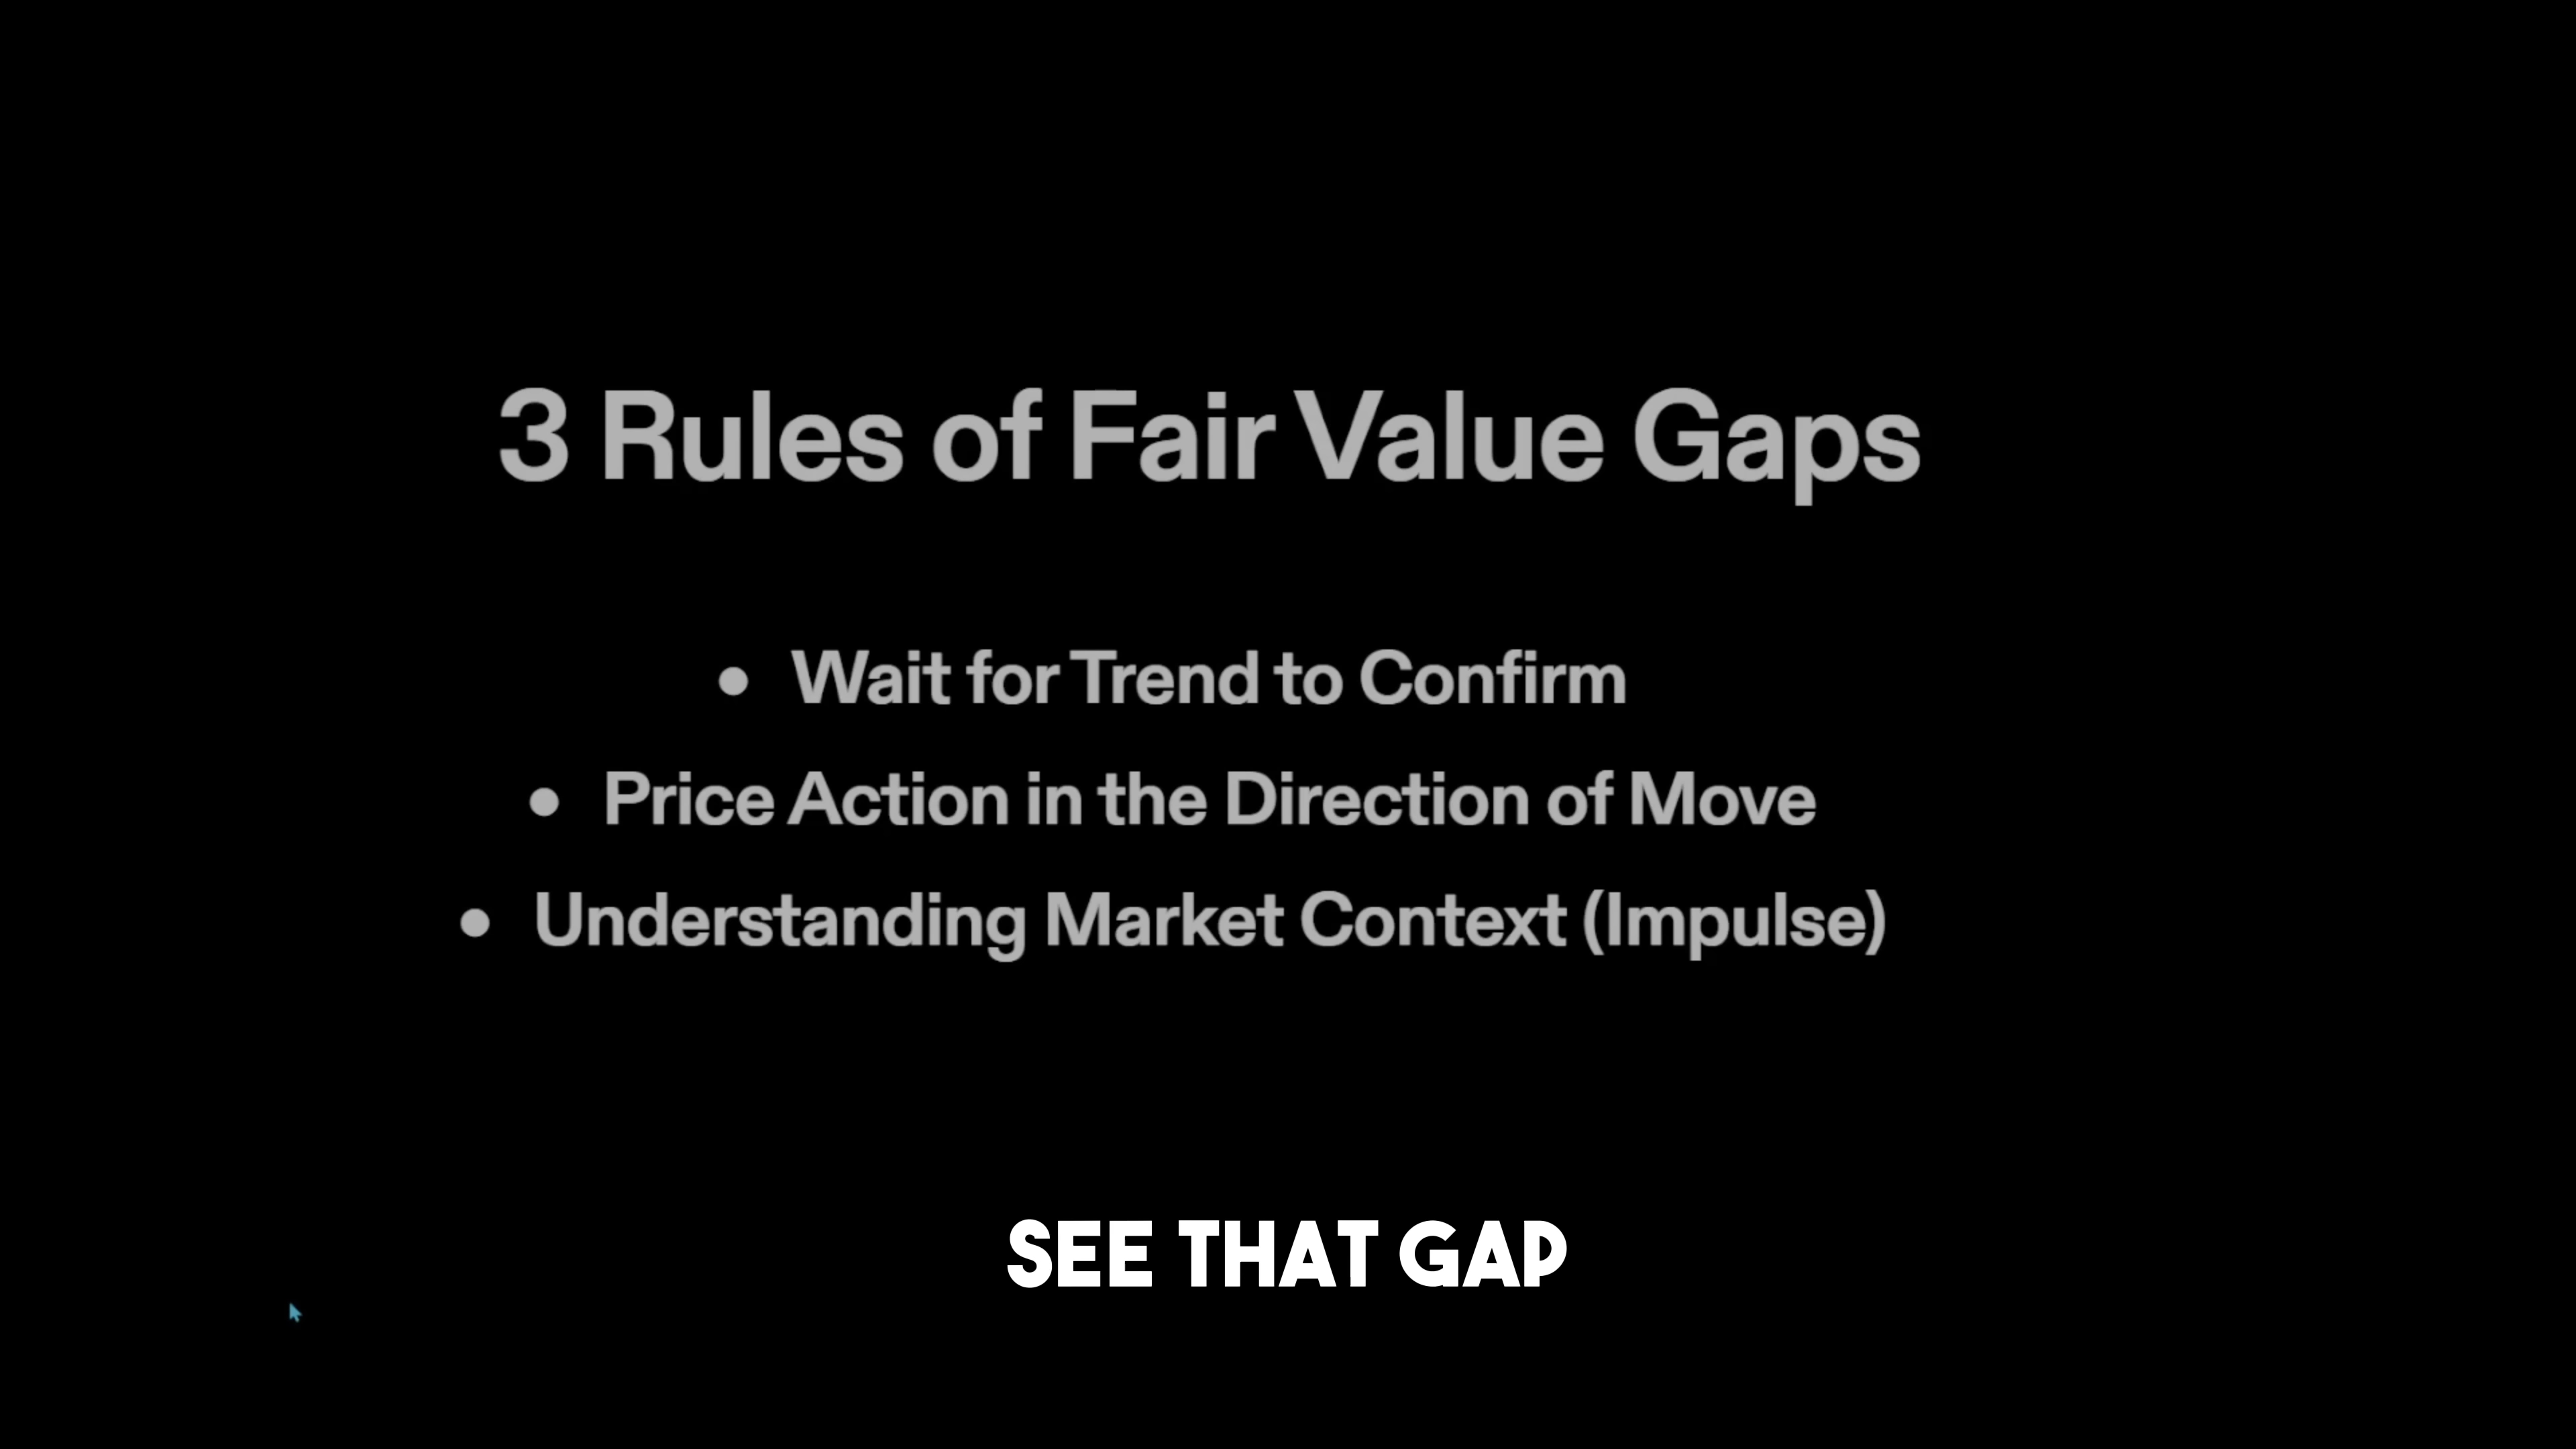 3 Rules of Fair Value Gaps
• Wait for Trend to Confirm
• Price Action in the Direction of Move
• Understanding Market Context (Impulse)
SEE THAT GAP